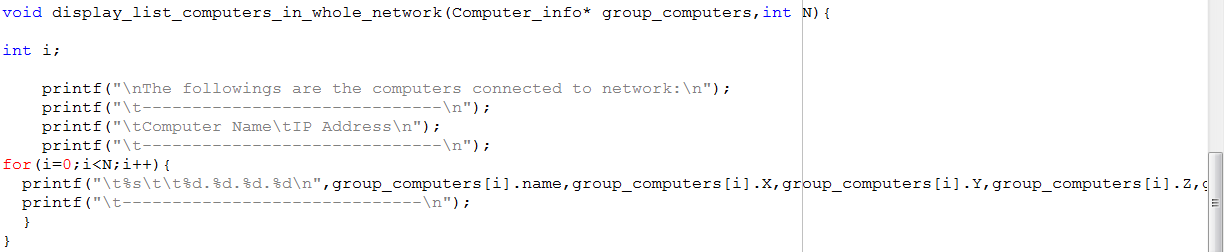 void display_list_computers_in_whole_network(Computer_info* group_computers,int N){
int i;
printf("\nThe followings are the computers connected to network:\n");
printf("\t------------------------------\n");
printf("\tComputer Name\tIP Address\n");
printf("\t------------------------------\n");
for(i=0;i<N;i++){
printf("\t%s\t\t%d.%d.%d.%d\n",group_computers[i].name,group_computers[i].X,group_computers[i].Y,group_computers[i].Z,
printf("\t------------------------------\n");
}
}